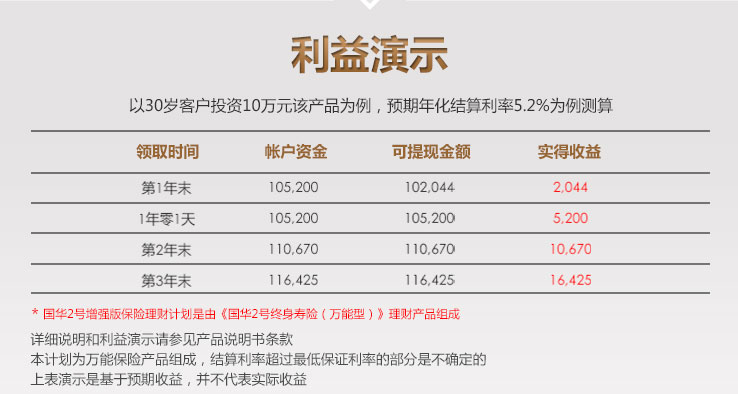 利益演示
以30岁客户投资10万元该产品为例，预期年化结算利率5.2%为例测算
领取时间 帐户资金 可提现金额 实得收益
第1年末 105,200 102,044 2,044
1年零1天 105,200 105,200 5,200
第2年末 110,670 110,670 10,670
第3年末 116,425 116,425 16,425
* 国华2号增强版保险理财计划是由《国华2号终身寿险（万能型）》理财产品组成
详细说明和利益演示请参见产品说明书条款
本计划为万能保险产品组成，结算利率超过最低保证利率的部分是不确定的
上表演示是基于预期收益，并不代表实际收益